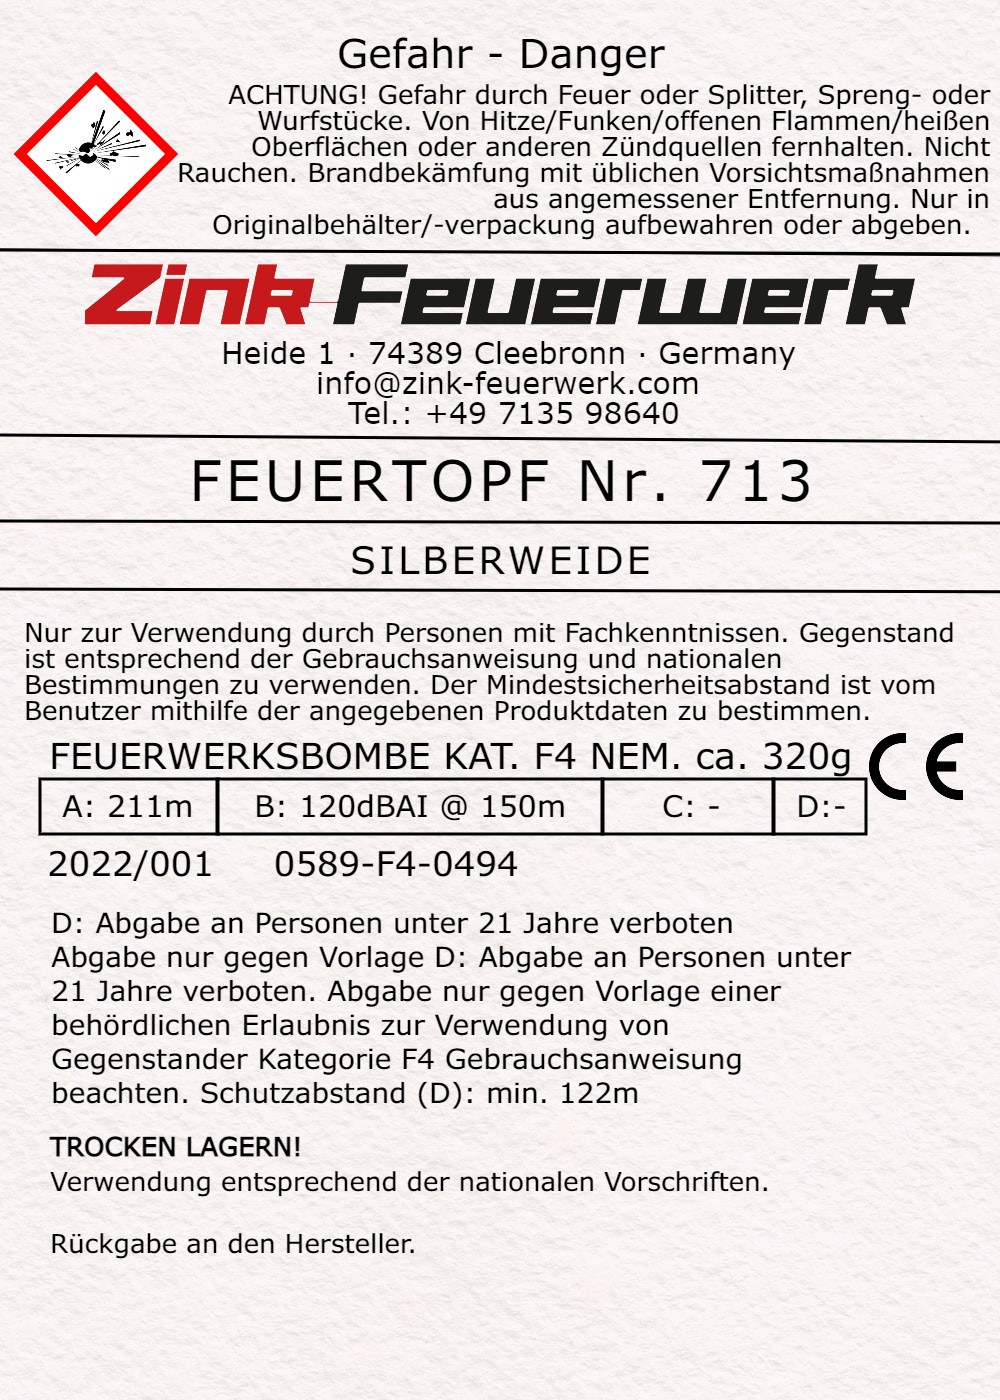 Gefahr - Danger
ACHTUNG! Gefahr durch Feuer oder Splitter, Spreng- oder
Wurfstücke. Von Hitze/Funken/offenen Flammen/heißen
Oberflächen oder anderen Zündquellen fernhalten. Nicht
Rauchen. Brandbekämfung mit üblichen Vorsichtsmaßnahmen
aus angemessener Entfernung. Nur in
Originalbehälter/-verpackung aufbewahren oder abgeben.
Zink Feuerwerk
Heide 1 · 74389 Cleebronn · Germany
info@zink-feuerwerk.com
Tel.: +49 7135 98640
FEUERTOPF Nr. 713
SILBERWEIDE
Nur zur Verwendung durch Personen mit Fachkenntnissen. Gegenstand
ist entsprechend der Gebrauchsanweisung und nationalen
Bestimmungen zu verwenden. Der Mindestsicherheitsabstand ist vom
Benutzer mithilfe der angegebenen Produktdaten zu bestimmen.
FEUERWERKSBOMBE KAT. F4 NEM. ca. 320g CE
A: 211m B: 120dBAI @ 150m C: - D:-
2022/001 0589-F4-0494
D: Abgabe an Personen unter 21 Jahre verboten
Abgabe nur gegen Vorlage D: Abgabe an Personen unter
21 Jahre verboten. Abgabe nur gegen Vorlage einer
behördlichen Erlaubnis zur Verwendung von
Gegenstander Kategorie F4 Gebrauchsanweisung
beachten. Schutzabstand (D): min. 122m
TROCKEN LAGERN!
Verwendung entsprechend der nationalen Vorschriften.
Rückgabe an den Hersteller.